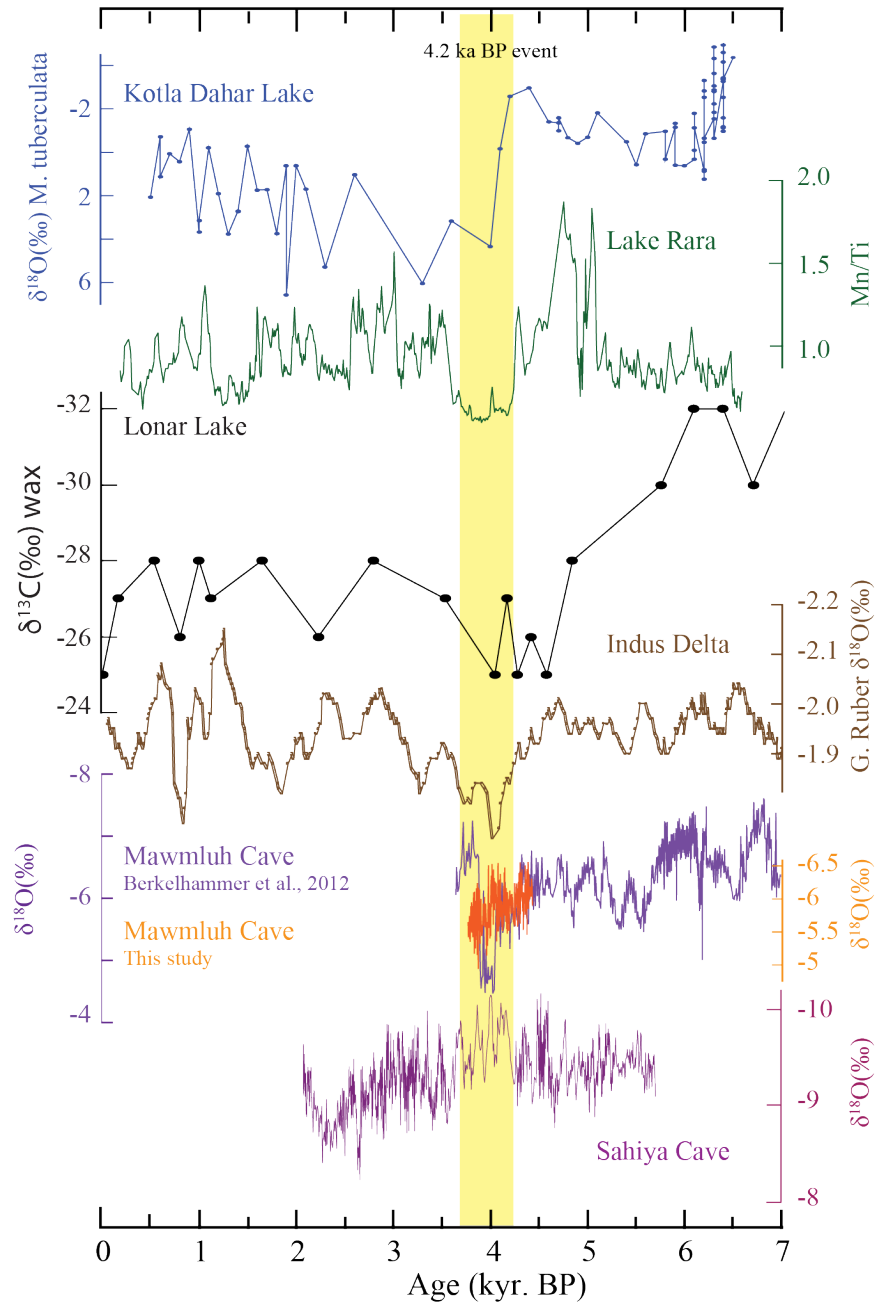 4.2 ka BP event
Kotla Dahar Lake
δ¹⁸O(‰) M. tuberculata
-2
2
6
2.0
1.5
1.0
Mn/Ti
Lake Rara
Lonar Lake
δ¹³C(‰) wax
-32
-30
-28
-26
-24
Indus Delta
-2.2
-2.1
-2.0
-1.9
G. Ruber δ¹⁸O(‰)
-8
-6
-4
δ¹⁸O(‰)
Mawmluh Cave
Berkelhammer et al., 2012
Mawmluh Cave
This study
-6.5
-6
-5.5
-5
δ¹⁸O(‰)
-10
-9
-8
δ¹⁸O(‰)
Sahiya Cave
0 1 2 3 4 5 6 7
Age (kyr. BP)